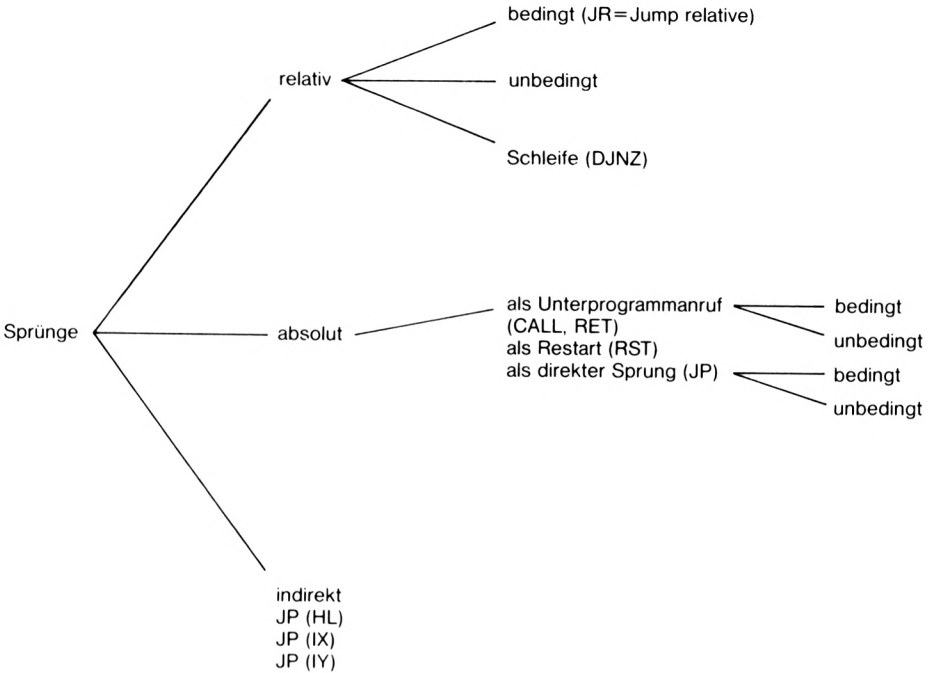 bedingt (JR=Jump relative)
relativ
unbedingt
Schleife (DJNZ)
Sprünge
absolut
als Unterprogrammanruf
(CALL, RET)
als Restart (RST)
als direkter Sprung (JP)
bedingt
unbedingt
bedingt
unbedingt
indirekt
JP (HL)
JP (IX)
JP (IY)